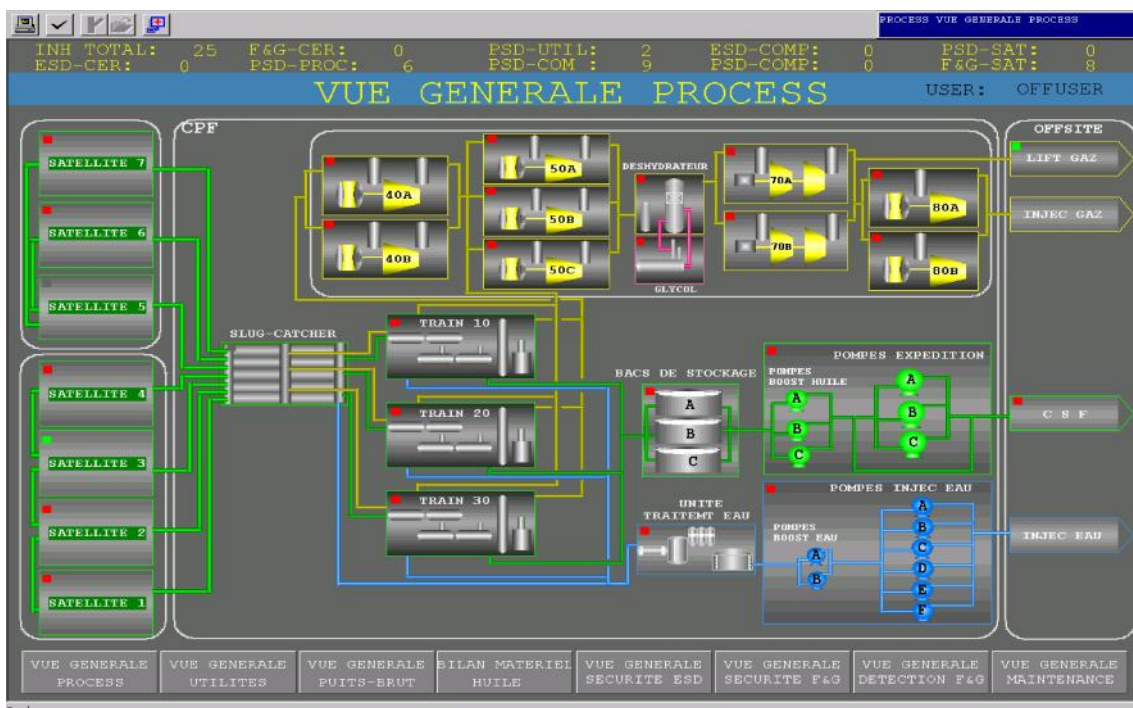 PROCESS VUE GENERALE PROCESS
INH TOTAL: 25 F&G-CER: 0 PSD-UTIL: 2 ESD-COMP: 0 PSD-SAT: 0
ESD-CER: 0 PSD-PROC: 6 PSD-COM : 9 PSD-COMP: 0 F&G-SAT: 8
VUE GENERALE PROCESS USER: OFFUSER
CPF
OFFSITE
SATELLITE 7
SATELLITE 6
SATELLITE 5
SATELLITE 4
SATELLITE 3
SATELLITE 2
SATELLITE 1
40A
40B
50A
50B
50C
DESHYDRATEUR
GLYCOL
70A
70B
80A
80B
LIFT GAZ
INJEC GAZ
SLUG-CATCHER
TRAIN 10
TRAIN 20
TRAIN 30
BACS DE STOCKAGE
A
B
C
POMPES EXPEDITION
POMPES
BOOST HUILE
A
B
C
A
B
C
C S F
UNITE
TRAITEMT EAU
POMPES INJEC EAU
POMPES
BOOST EAU
A
B
A
B
C
D
E
F
INJEC EAU
VUE GENERALE
PROCESS
VUE GENERALE
UTILITES
VUE GENERALE
PUITS-BRUT
BILAN MATERIEL
HUILE
VUE GENERALE
SECURITE ESD
VUE GENERALE
SECURITE F&G
VUE GENERALE
DETECTION F&G
VUE GENERALE
MAINTENANCE